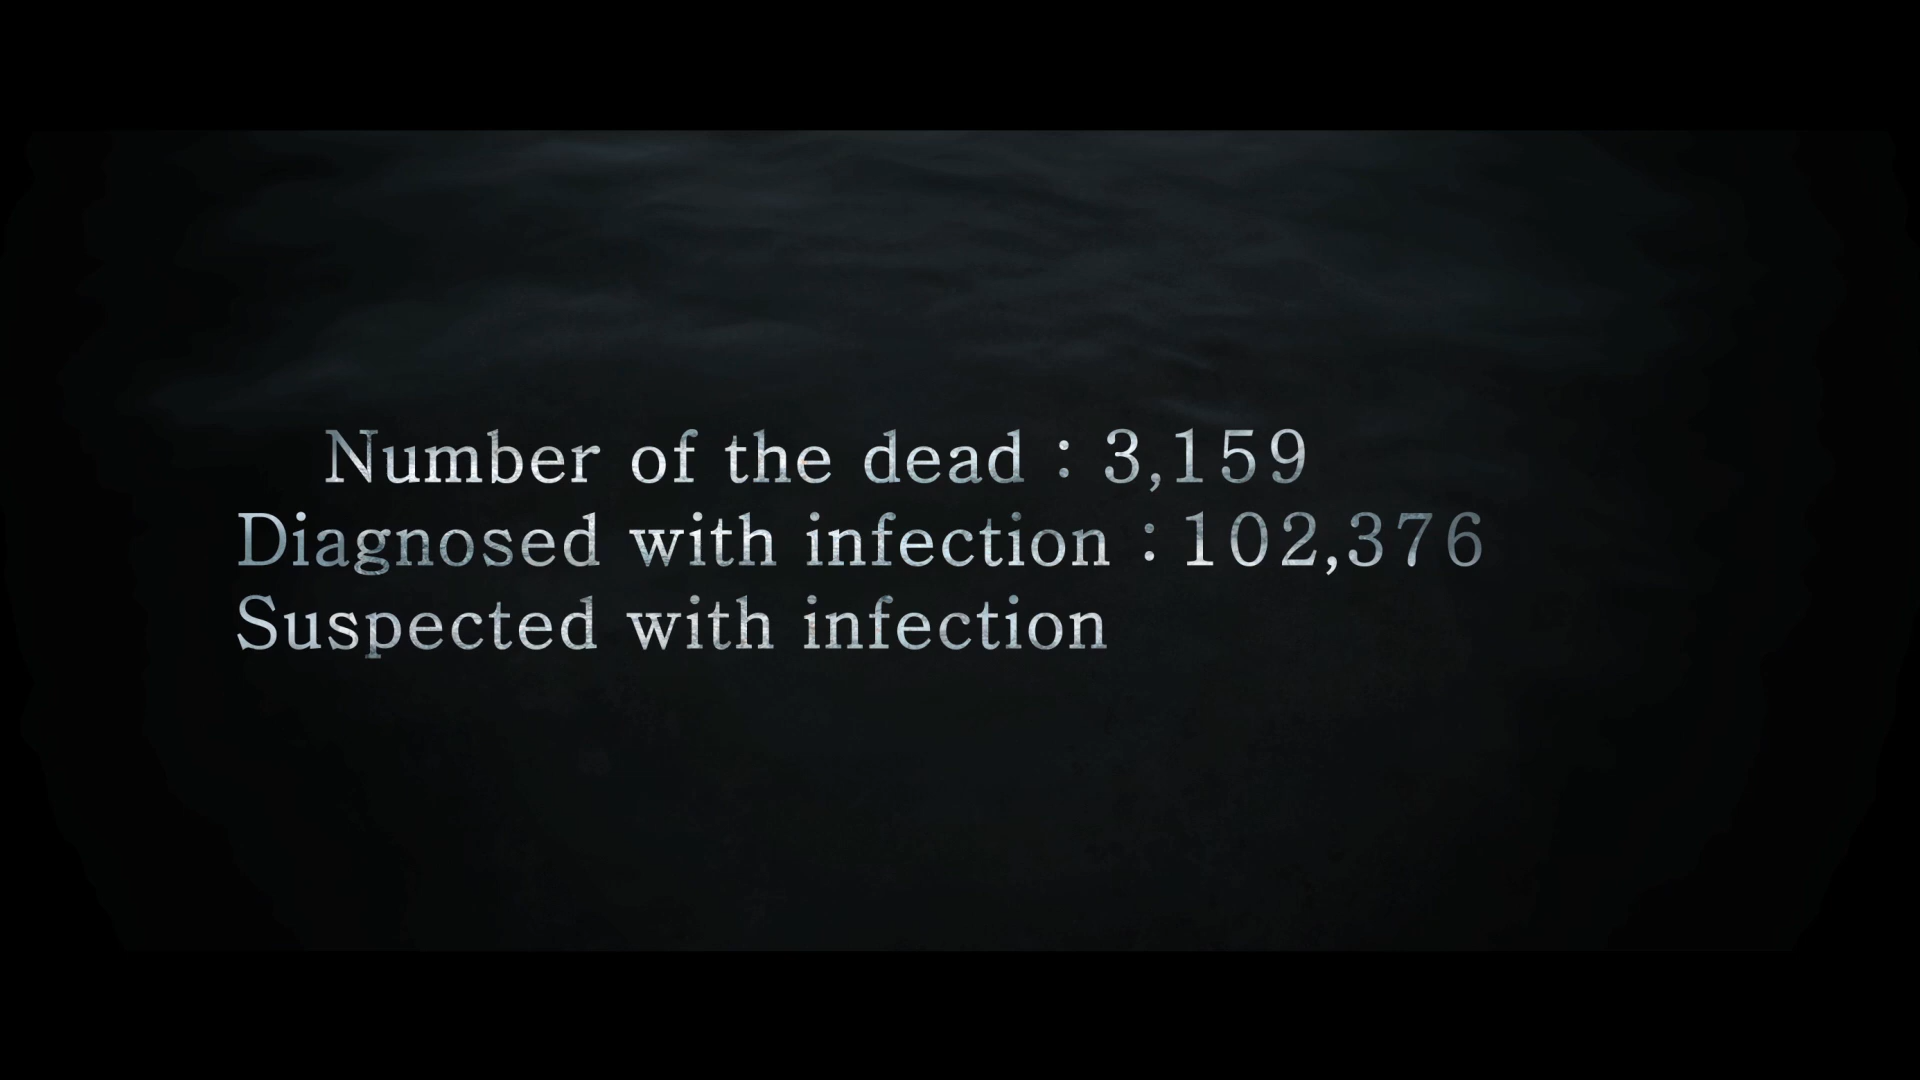 Number of the dead : 3,159
Diagnosed with infection : 102,376
Suspected with infection